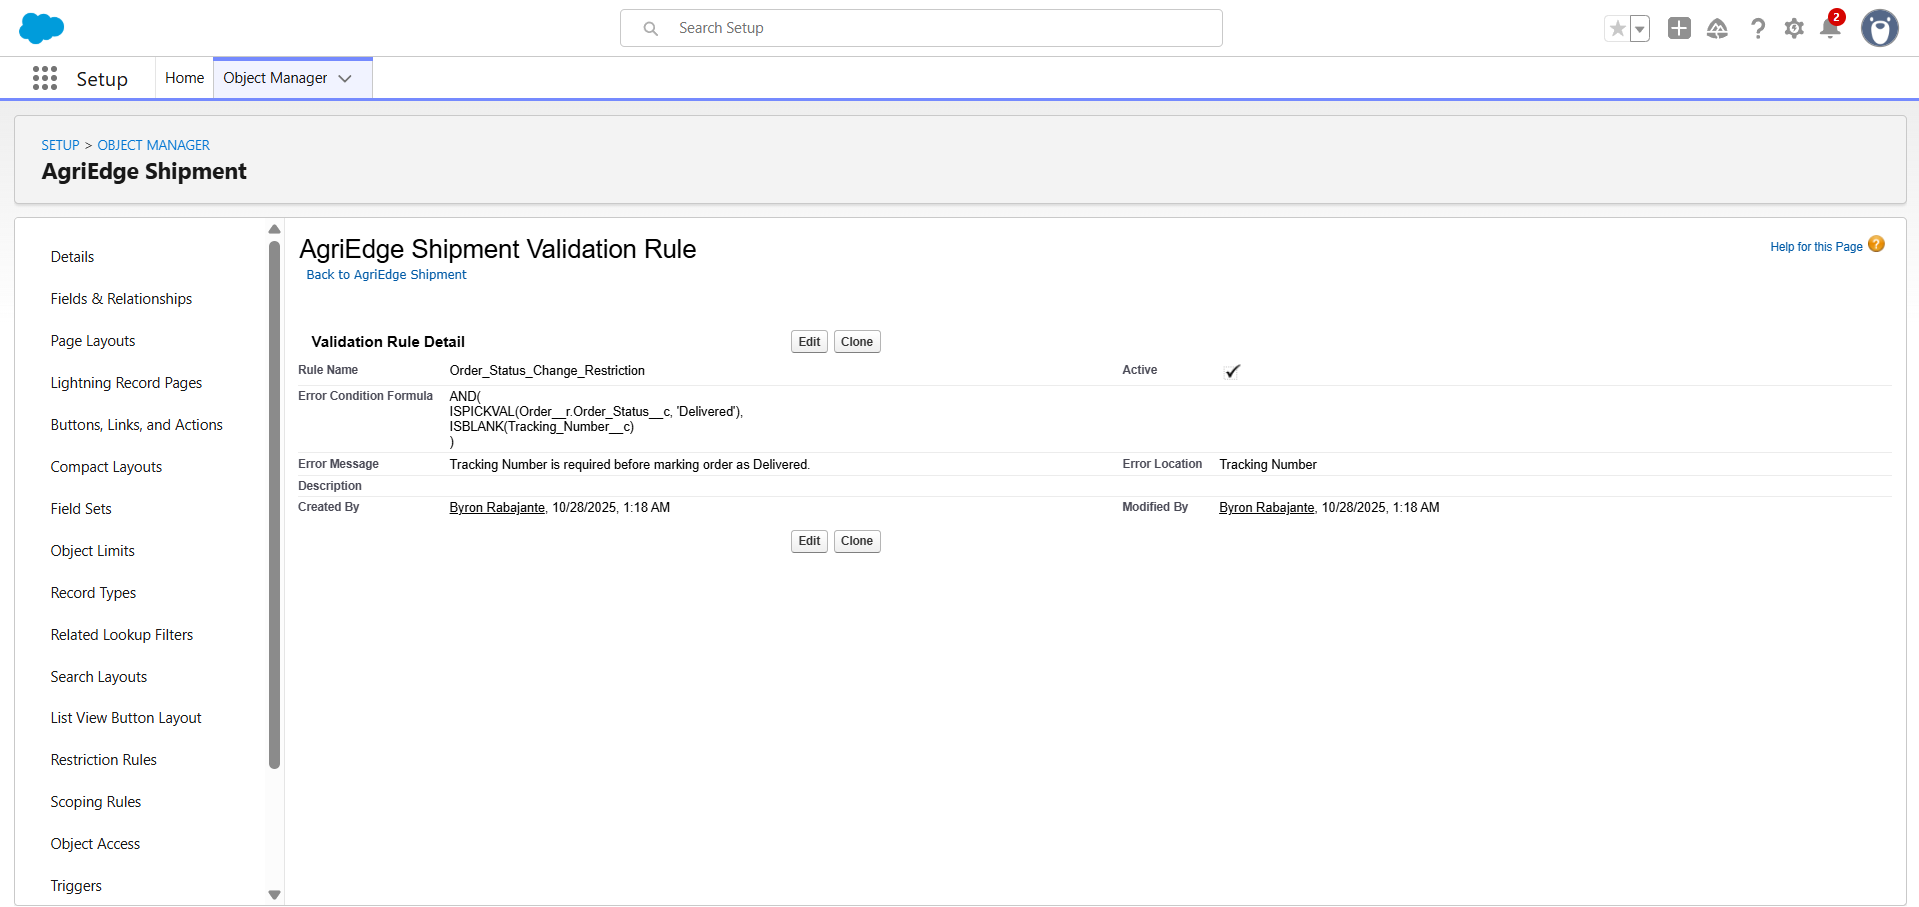 Search Setup
2
Setup
Home
Object Manager
SETUP > OBJECT MANAGER
AgriEdge Shipment
Details
Fields & Relationships
Page Layouts
Lightning Record Pages
Buttons, Links, and Actions
Compact Layouts
Field Sets
Object Limits
Record Types
Related Lookup Filters
Search Layouts
List View Button Layout
Restriction Rules
Scoping Rules
Object Access
Triggers
AgriEdge Shipment Validation Rule
Back to AgriEdge Shipment
Help for this Page ?
Validation Rule Detail
Edit Clone
Rule Name Order_Status_Change_Restriction Active
Error Condition Formula AND(
ISPICKVAL(Order__r.Order_Status__c, 'Delivered'),
ISBLANK(Tracking_Number__c)
)
Error Message Tracking Number is required before marking order as Delivered. Error Location Tracking Number
Description
Created By Byron Rabajante, 10/28/2025, 1:18 AM Modified By Byron Rabajante, 10/28/2025, 1:18 AM
Edit Clone